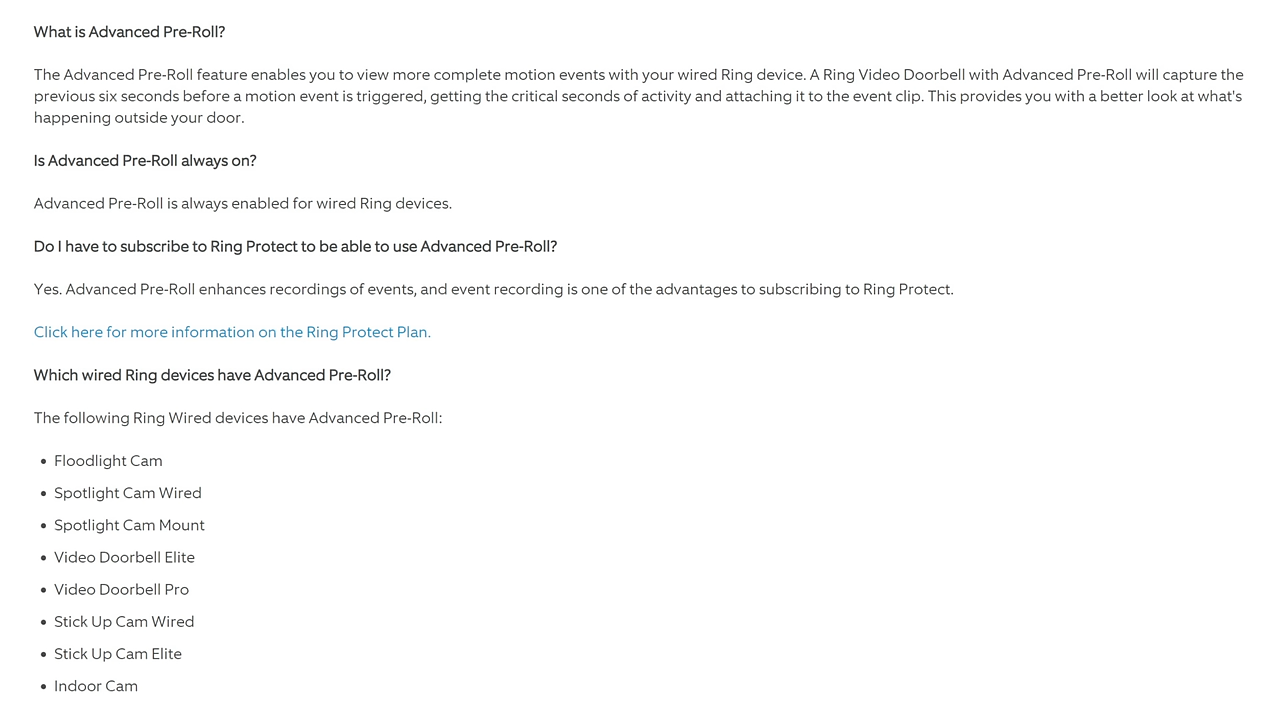 What is Advanced Pre-Roll?
The Advanced Pre-Roll feature enables you to view more complete motion events with your wired Ring device. A Ring Video Doorbell with Advanced Pre-Roll will capture the
previous six seconds before a motion event is triggered, getting the critical seconds of activity and attaching it to the event clip. This provides you with a better look at what's
happening outside your door.
Is Advanced Pre-Roll always on?
Advanced Pre-Roll is always enabled for wired Ring devices.
Do I have to subscribe to Ring Protect to be able to use Advanced Pre-Roll?
Yes. Advanced Pre-Roll enhances recordings of events, and event recording is one of the advantages to subscribing to Ring Protect.
Click here for more information on the Ring Protect Plan.
Which wired Ring devices have Advanced Pre-Roll?
The following Ring Wired devices have Advanced Pre-Roll:
• Floodlight Cam
• Spotlight Cam Wired
• Spotlight Cam Mount
• Video Doorbell Elite
• Video Doorbell Pro
• Stick Up Cam Wired
• Stick Up Cam Elite
• Indoor Cam